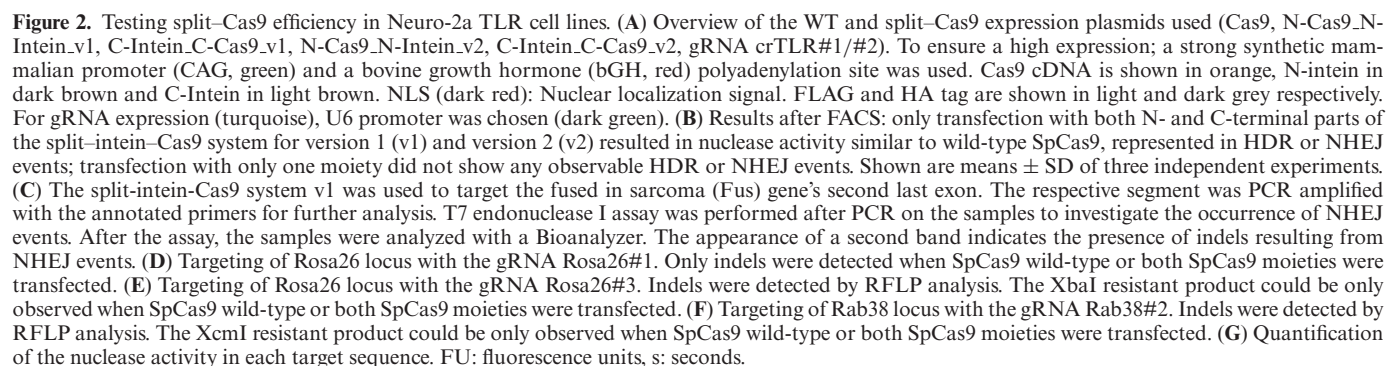 Figure 2. Testing split–Cas9 efficiency in Neuro-2a TLR cell lines. (A) Overview of the WT and split–Cas9 expression plasmids used (Cas9, N-Cas9_N-
Intein_v1, C-Intein_C-Cas9_v1, N-Cas9_N-Intein_v2, C-Intein_C-Cas9_v2, gRNA crTLR#1/#2). To ensure a high expression; a strong synthetic mam-
malian promoter (CAG, green) and a bovine growth hormone (bGH, red) polyadenylation site was used. Cas9 cDNA is shown in orange, N-intein in
dark brown and C-Intein in light brown. NLS (dark red): Nuclear localization signal. FLAG and HA tag are shown in light and dark grey respectively.
For gRNA expression (turquoise), U6 promoter was chosen (dark green). (B) Results after FACS: only transfection with both N- and C-terminal parts of
the split–intein–Cas9 system for version 1 (v1) and version 2 (v2) resulted in nuclease activity similar to wild-type SpCas9, represented in HDR or NHEJ
events; transfection with only one moiety did not show any observable HDR or NHEJ events. Shown are means ± SD of three independent experiments.
(C) The split-intein-Cas9 system v1 was used to target the fused in sarcoma (Fus) gene's second last exon. The respective segment was PCR amplified
with the annotated primers for further analysis. T7 endonuclease I assay was performed after PCR on the samples to investigate the occurrence of NHEJ
events. After the assay, the samples were analyzed with a Bioanalyzer. The appearance of a second band indicates the presence of indels resulting from
NHEJ events. (D) Targeting of Rosa26 locus with the gRNA Rosa26#1. Only indels were detected when SpCas9 wild-type or both SpCas9 moieties were
transfected. (E) Targeting of Rosa26 locus with the gRNA Rosa26#3. Indels were detected by RFLP analysis. The XbaI resistant product could be only
observed when SpCas9 wild-type or both SpCas9 moieties were transfected. (F) Targeting of Rab38 locus with the gRNA Rab38#2. Indels were detected by
RFLP analysis. The XcmI resistant product could be only observed when SpCas9 wild-type or both SpCas9 moieties were transfected. (G) Quantification
of the nuclease activity in each target sequence. FU: fluorescence units, s: seconds.